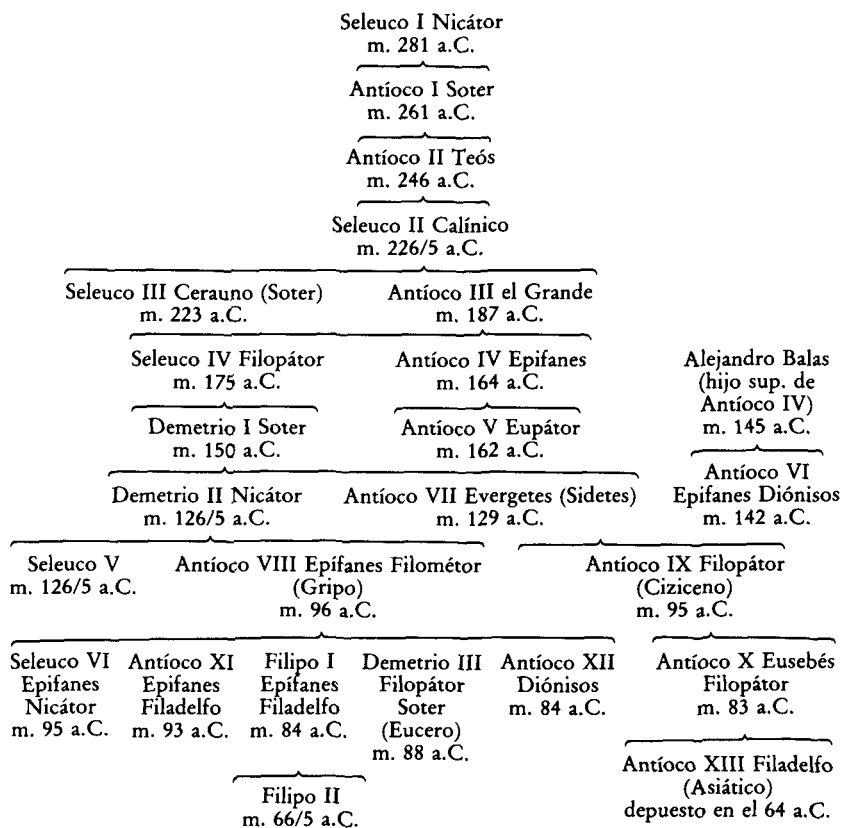 Seleuco I Nicátor
m. 281 a.C.
Antíoco I Soter
m. 261 a.C.
Antíoco II Teós
m. 246 a.C.
Seleuco II Calínico
m. 226/5 a.C.
Seleuco III Cerauno (Soter)
m. 223 a.C.
Antíoco III el Grande
m. 187 a.C.
Seleuco IV Filopátor
m. 175 a.C.
Antíoco IV Epifanes
m. 164 a.C.
Alejandro Balas
(hijo sup. de
Antíoco IV)
m. 145 a.C.
Demetrio I Soter
m. 150 a.C.
Antíoco V Eupátor
m. 162 a.C.
Antíoco VI
Epifanes Diónisos
m. 142 a.C.
Demetrio II Nicátor
m. 126/5 a.C.
Antíoco VII Evergetes (Sidetes)
m. 129 a.C.
Seleuco V
m. 126/5 a.C.
Antíoco VIII Epífanes Filométor
(Gripo)
m. 96 a.C.
Antíoco IX Filopátor
(Ciziceno)
m. 95 a.C.
Seleuco VI
Epifanes
Nicátor
m. 95 a.C.
Antíoco XI
Epifanes
Filadelfo
m. 93 a.C.
Filipo I
Epífanes
Filadelfo
m. 84 a.C.
Demetrio III
Filopátor
Soter
(Eucero)
m. 88 a.C.
Antíoco XII
Diónisos
m. 84 a.C.
Antíoco X Eusebés
Filopátor
m. 83 a.C.
Filipo II
m. 66/5 a.C.
Antíoco XIII Filadelfo
(Asiático)
depuesto en el 64 a.C.